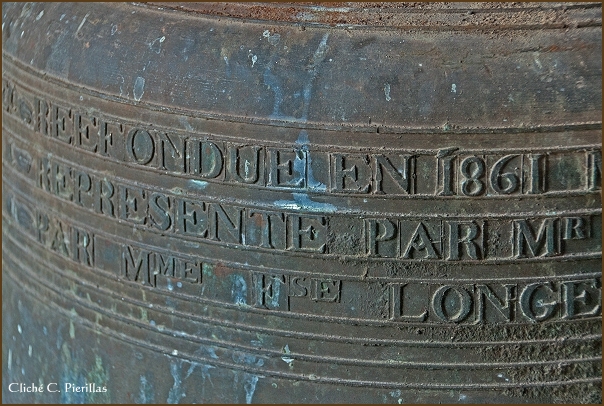 REFONDUE EN 1861
REPRESENTE PAR MR
PAR MME FSE LONGE
Cliché C. Pierillas